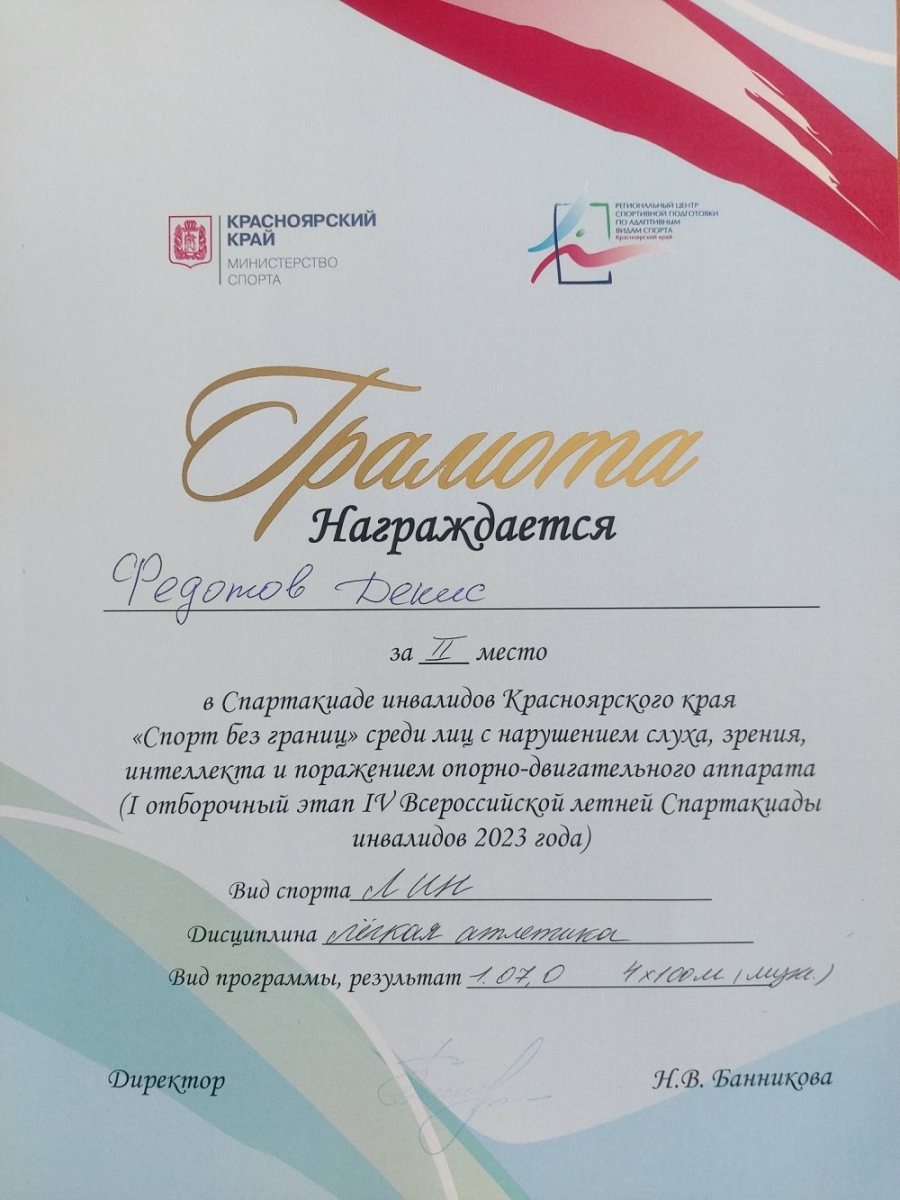 КРАСНОЯРСКИЙ
КРАЙ
МИНИСТЕРСТВО
СПОРТА
РЕГИОНАЛЬНЫЙ ЦЕНТР
СПОРТИВНОЙ ПОДГОТОВКИ
ПО АДАПТИВНЫМ
ВИДАМ СПОРТА
Красноярский край
Грамота
Награждается
Федотов Денис
за II место
в Спартакиаде инвалидов Красноярского края
«Спорт без границ» среди лиц с нарушением слуха, зрения,
интеллекта и поражением опорно-двигательного аппарата
(I отборочный этап IV Всероссийской летней Спартакиады
инвалидов 2023 года)
Вид спорта ЛИН
Дисциплина лёгкая атлетика
Вид программы, результат 1.07,0 4х100м (муж.)
Директор Н.В. Банникова